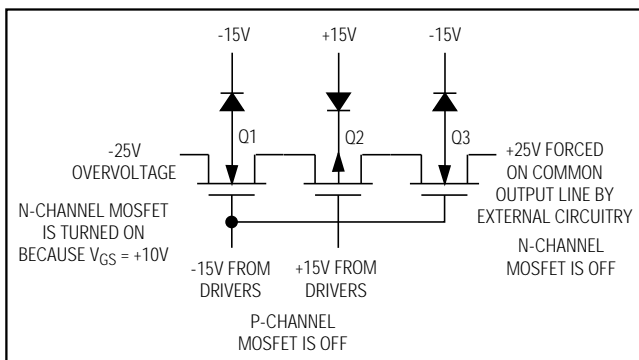 -15V +15V -15V
Q1 Q2 Q3
-25V
OVERVOLTAGE
+25V FORCED
ON COMMON
OUTPUT LINE BY
EXTERNAL CIRCUITRY
N-CHANNEL MOSFET
IS TURNED ON
BECAUSE VGS = +10V
N-CHANNEL
MOSFET IS OFF
-15V FROM
DRIVERS
+15V FROM
DRIVERS
P-CHANNEL
MOSFET IS OFF